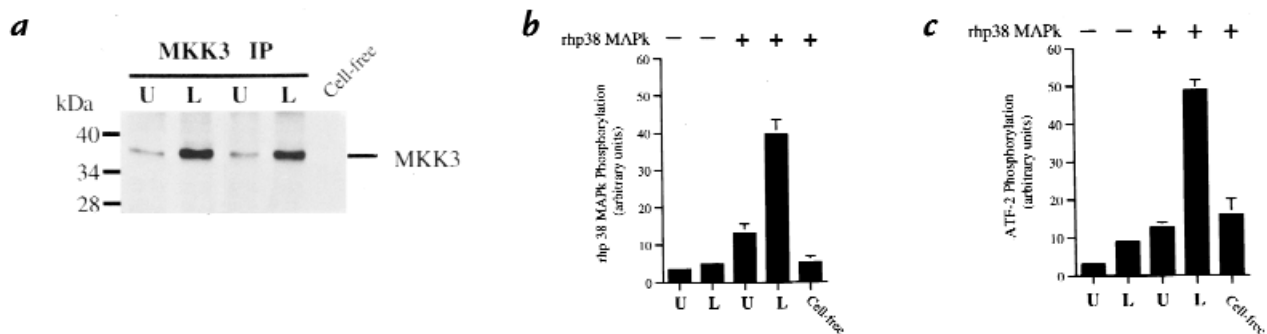 a
MKK3 IP
kDa
U L U L Cell-free
40
34
28
MKK3
b
rhp38 MAPk − − + + +
rhp 38 MAPk Phosphorylation
(arbitrary units)
60
50
40
30
20
10
0
U L U L Cell-free
c
rhp38 MAPk − − + + +
ATF-2 Phosphorylation
(arbitrary units)
60
50
40
30
20
10
0
U L U L Cell-free